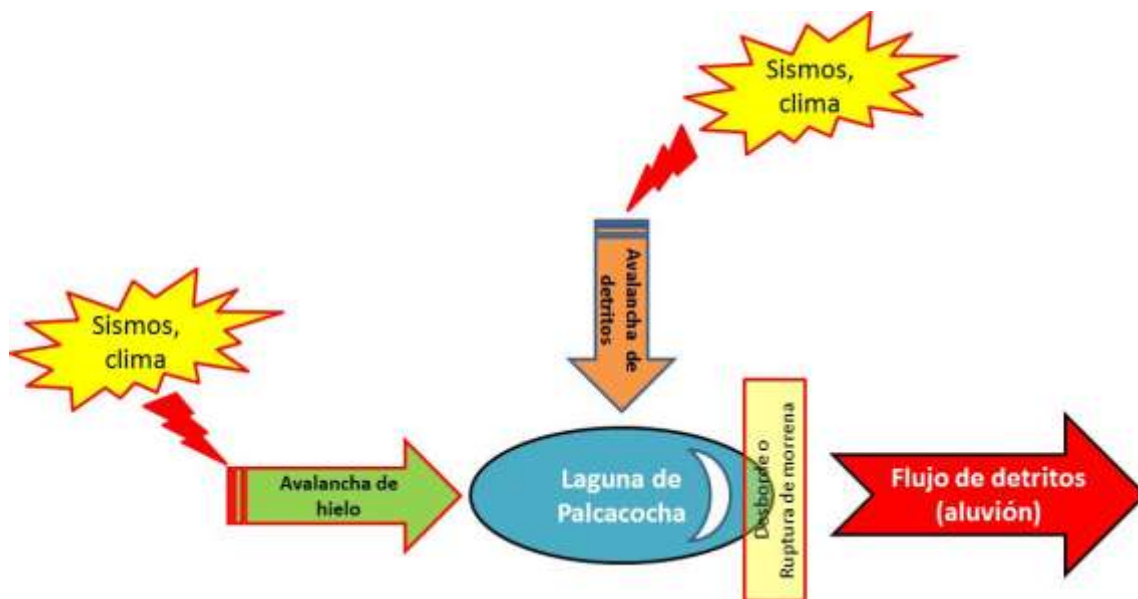 Sismos,
clima
Avalancha de
detritos
Sismos,
clima
Avalancha de
hielo
Laguna de
Palcacocha
Desborde o
Ruptura de morrena
Flujo de detritos
(aluvión)